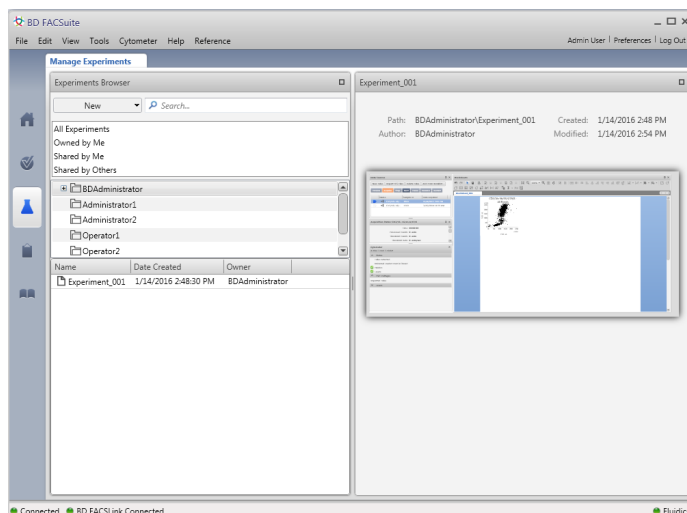 BD FACSuite
File Edit View Tools Cytometer Help Reference
Admin User | Preferences | Log Out
Manage Experiments
Experiments Browser
New
Search...
All Experiments
Owned by Me
Shared by Me
Shared by Others
BDAdministrator
Administrator1
Administrator2
Operator1
Operator2
Name Date Created Owner
Experiment_001 1/14/2016 2:48:30 PM BDAdministrator
Experiment_001
Path: BDAdministrator\Experiment_001 Created: 1/14/2016 2:48 PM
Author: BDAdministrator Modified: 1/14/2016 2:54 PM
Connected BD FACSLink Connected
Fluidic